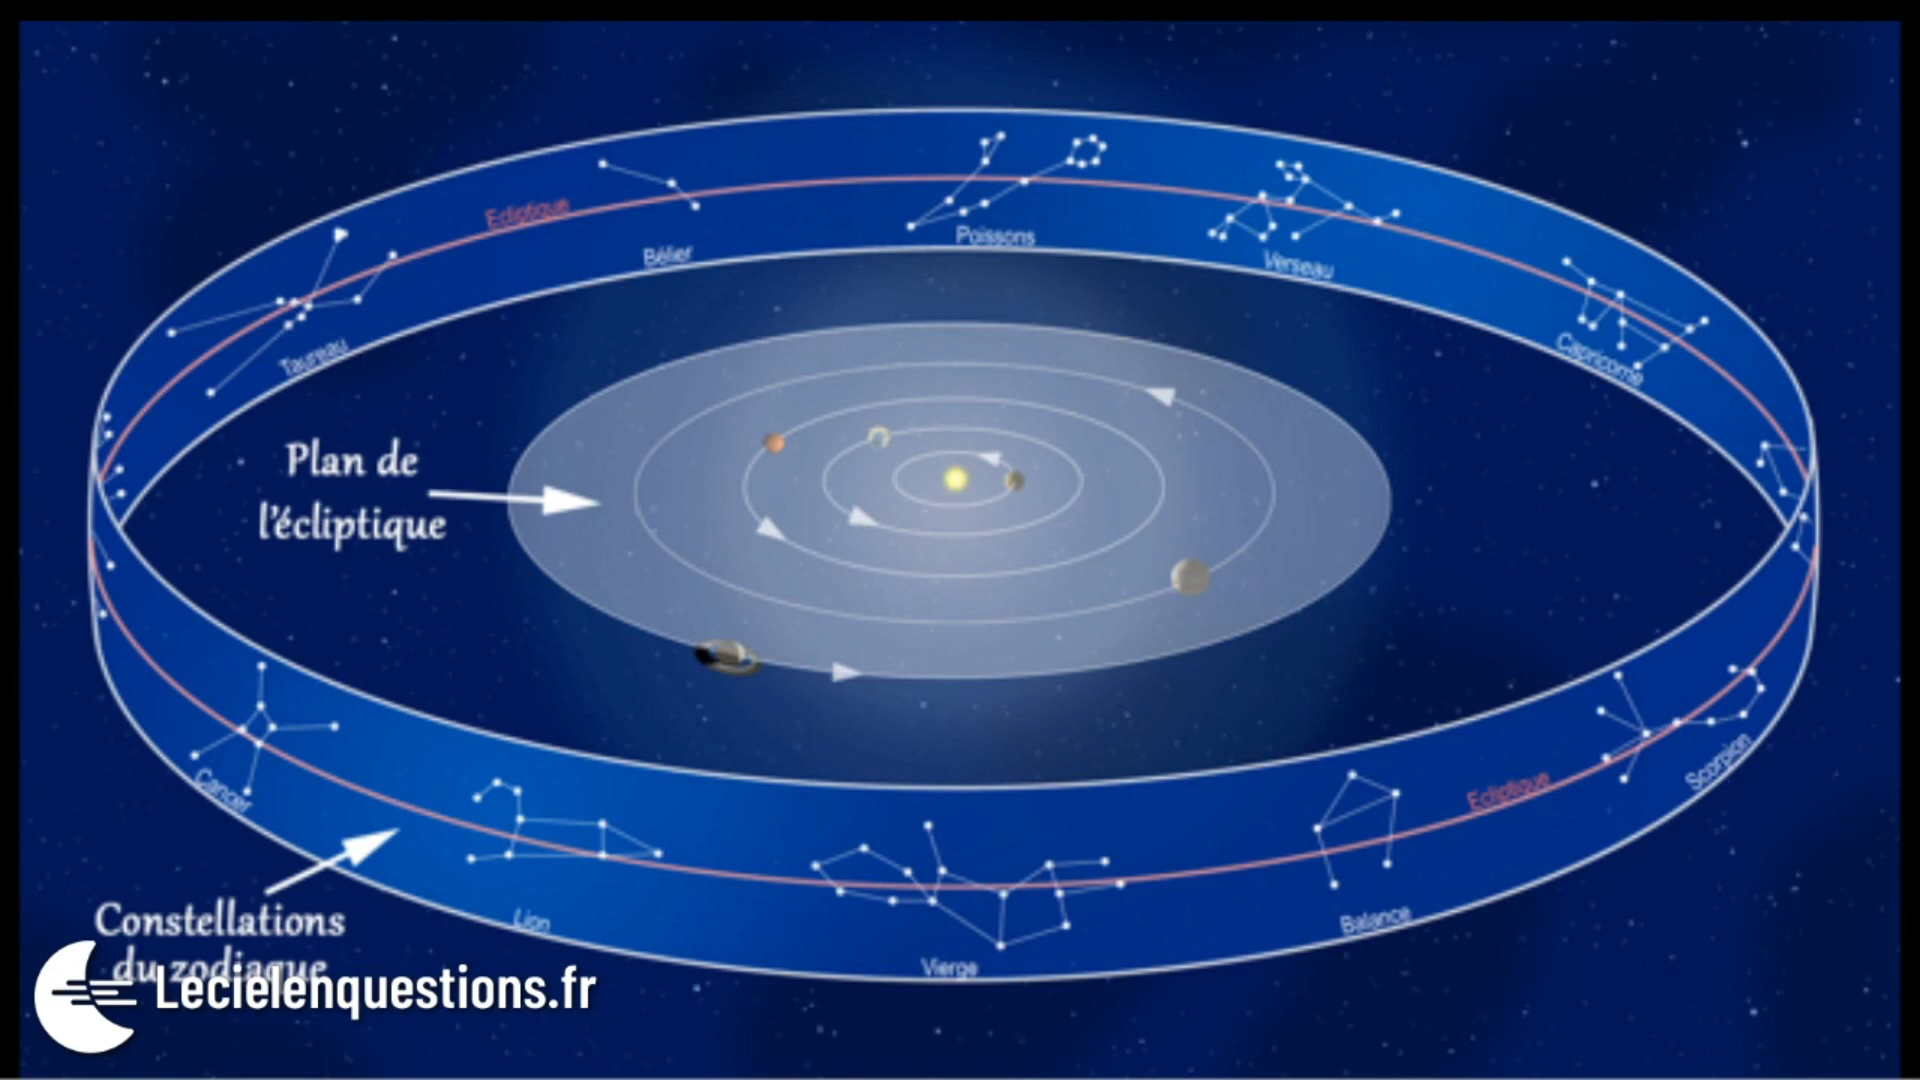 Ecliptique
Poissons
Bélier
Verseau
Taureau
Capricorne
Plan de
l'écliptique
Ecliptique
Scorpion
Cancer
Constellations
du zodiaque
Lion
Balance
Vierge
Lecielenquestions.fr